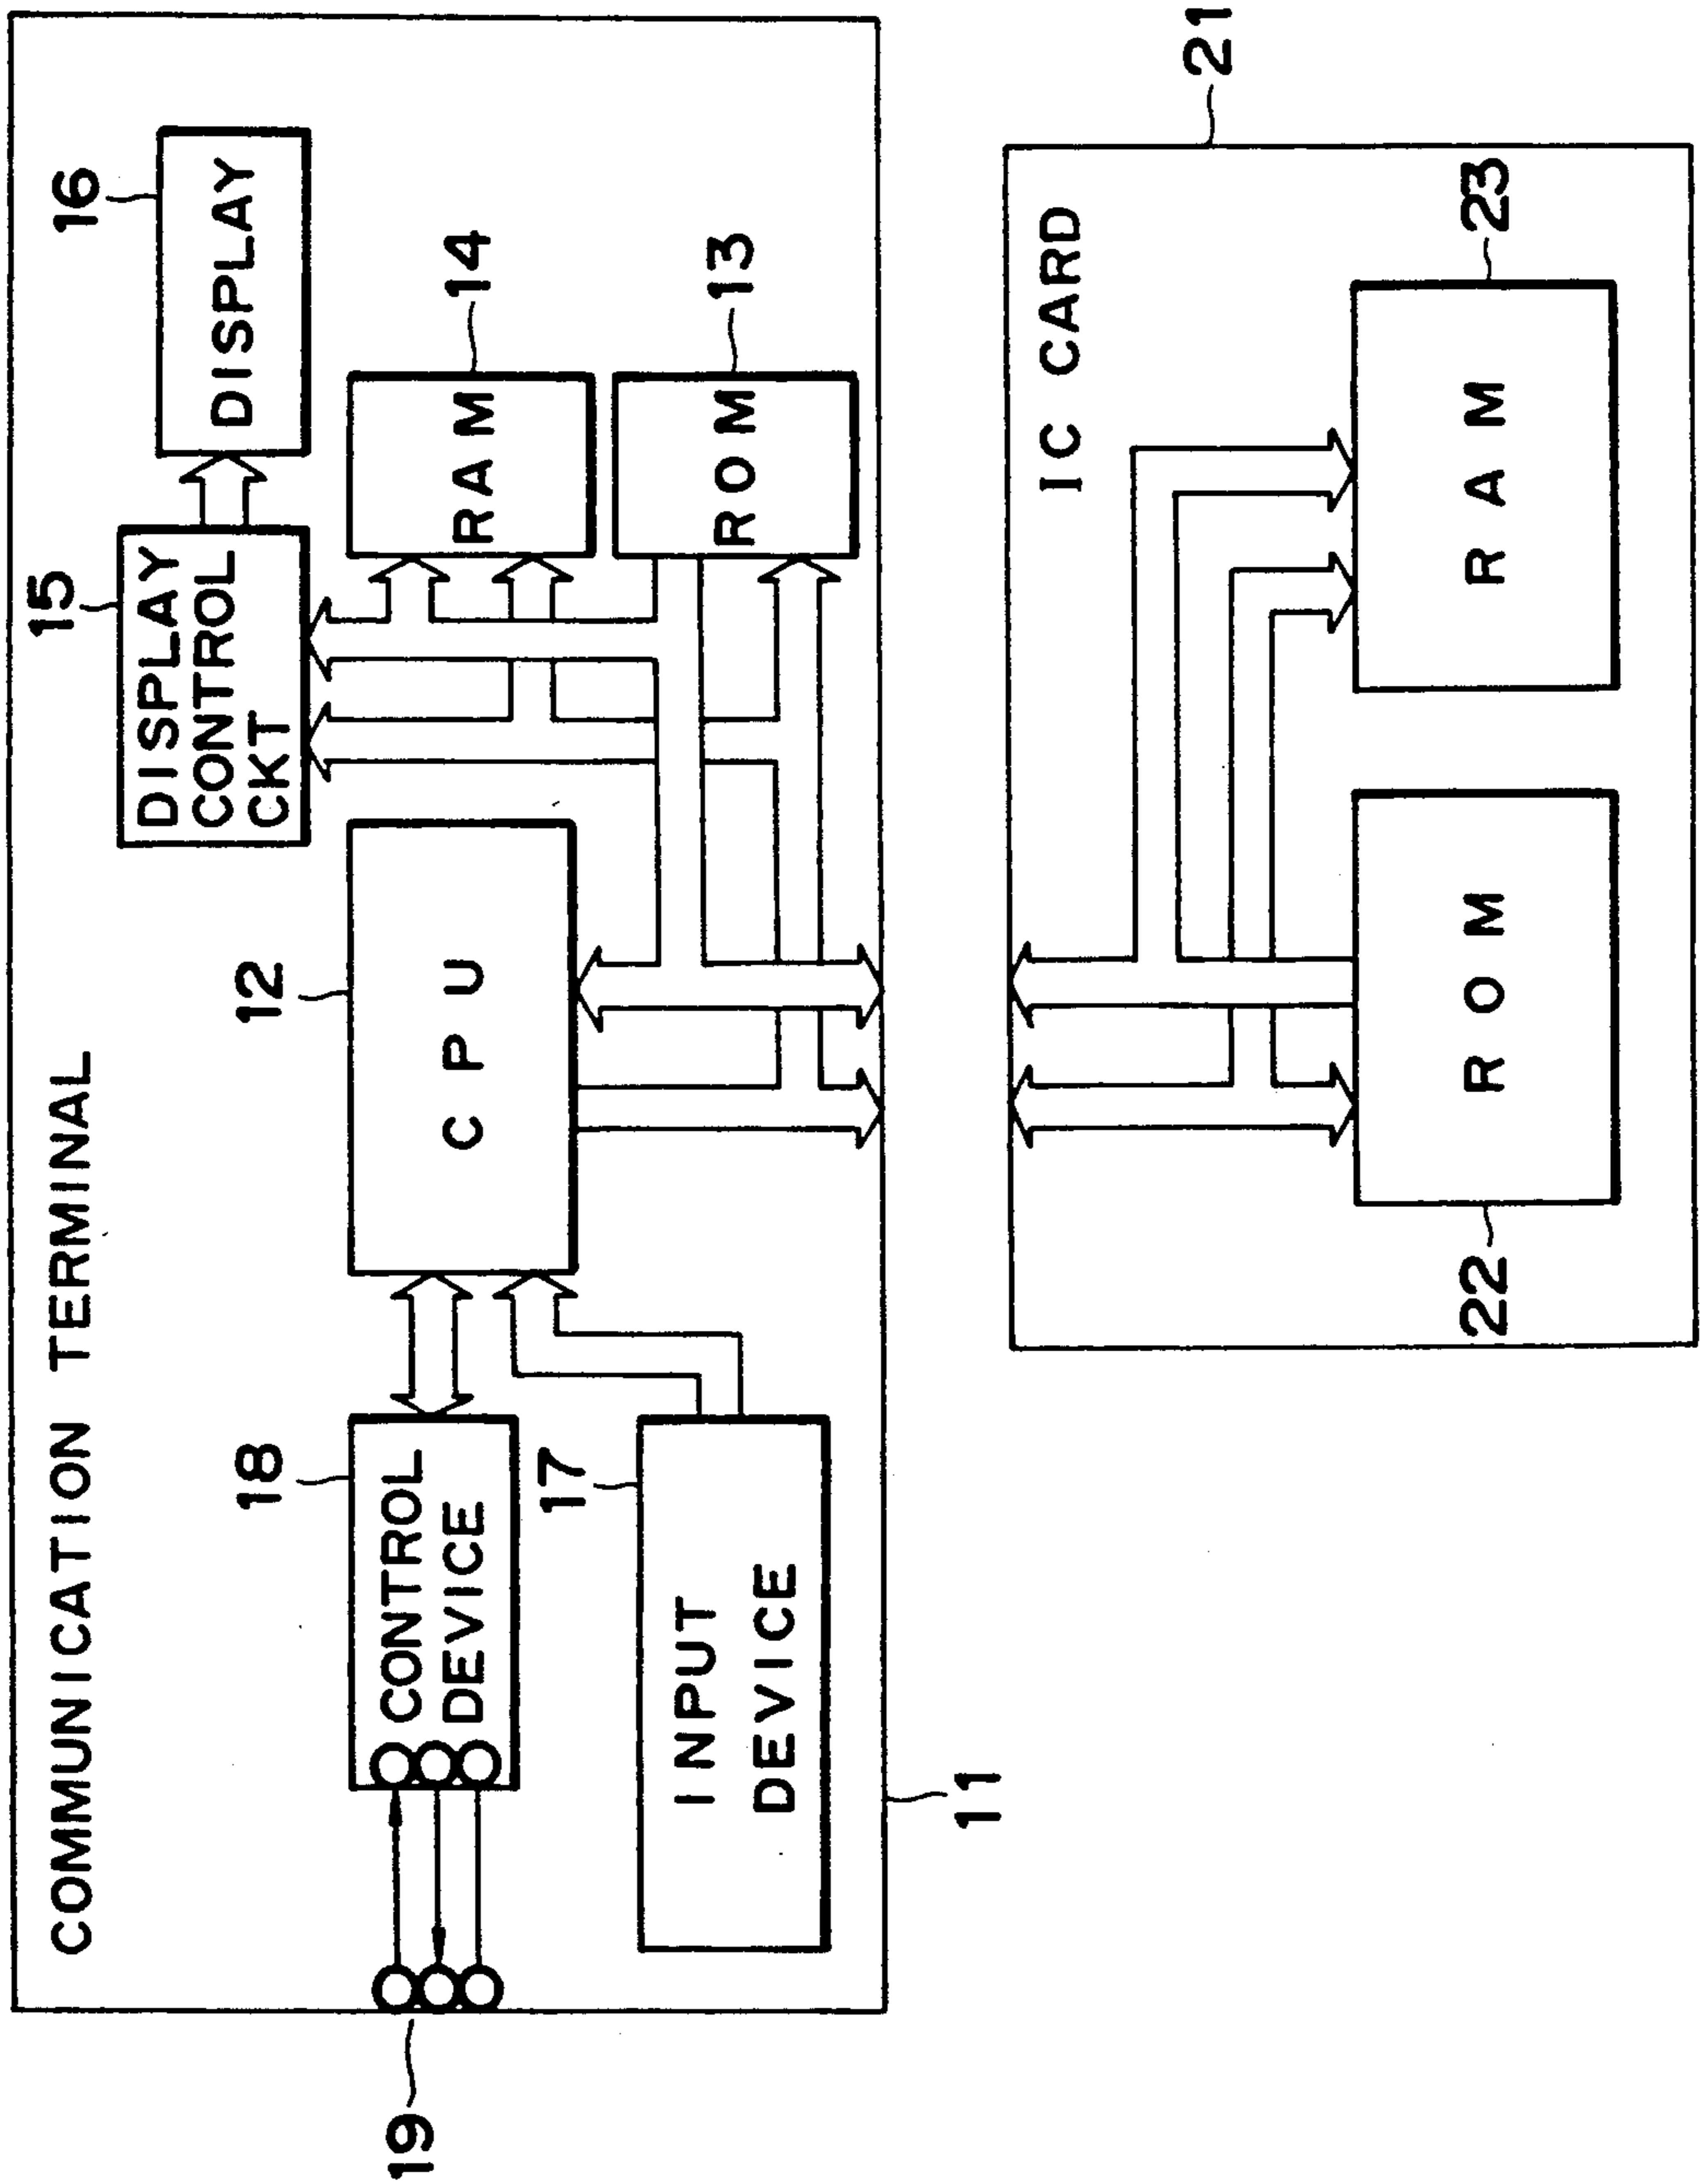 COMMUNICATION TERMINAL
15
16
DISPLAY
CONTROL
CKT
DISPLAY
18
12
14
CONTROL
DEVICE
CPU
RAM
19
17
13
INPUT
DEVICE
ROM
11
IC CARD
21
ROM
RAM
22
23